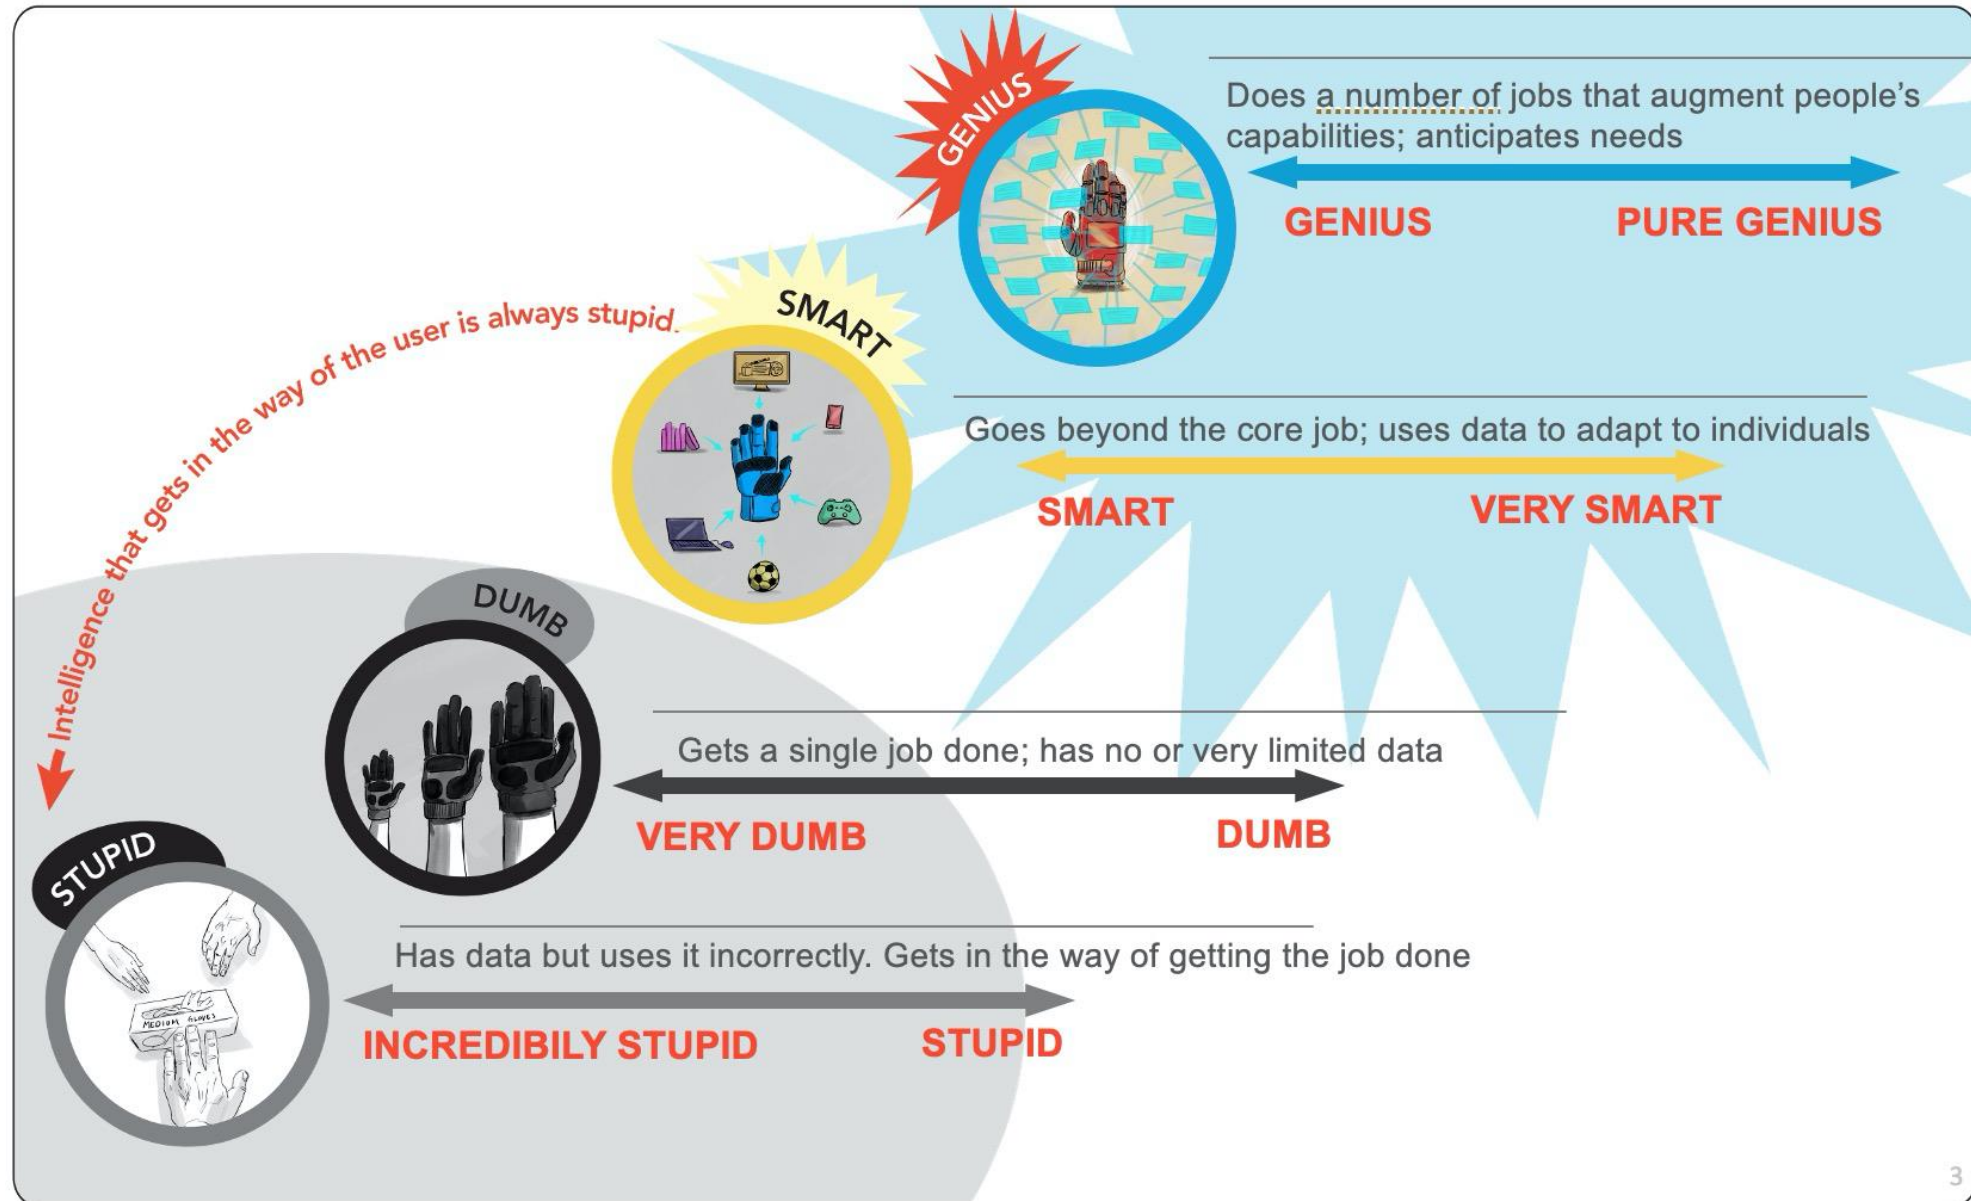 GENIUS
Does a number of jobs that augment people's
capabilities; anticipates needs
GENIUS
PURE GENIUS
SMART
Goes beyond the core job; uses data to adapt to individuals
SMART
VERY SMART
Intelligence that gets in the way of the user is always stupid.
DUMB
Gets a single job done; has no or very limited data
VERY DUMB
DUMB
STUPID
MEDIUM GLOVES
Has data but uses it incorrectly. Gets in the way of getting the job done
INCREDIBILY STUPID
STUPID
3